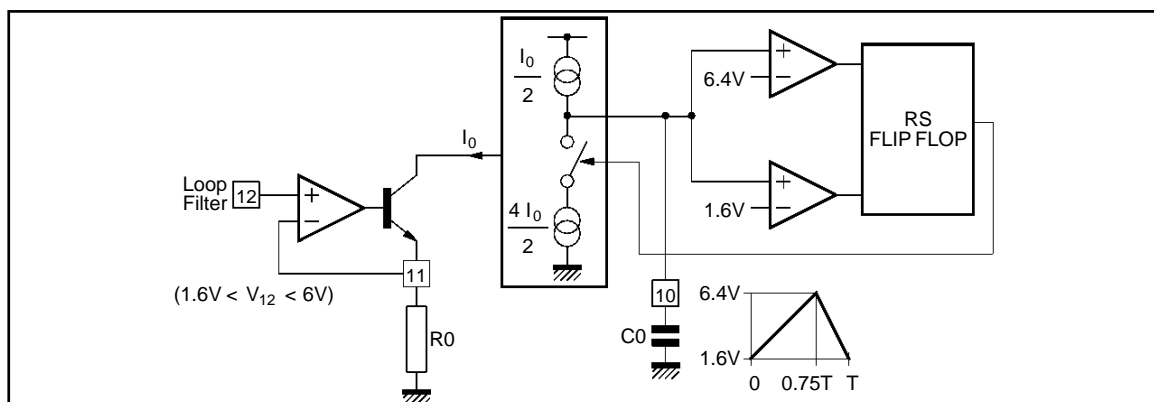 I0
2
6.4V
RS
FLIP FLOP
I0
Loop
Filter
12
+
−
+
−
1.6V
+
−
4 I0
2
11
(1.6V < V12 < 6V)
R0
10
C0
6.4V
1.6V
0 0.75T T